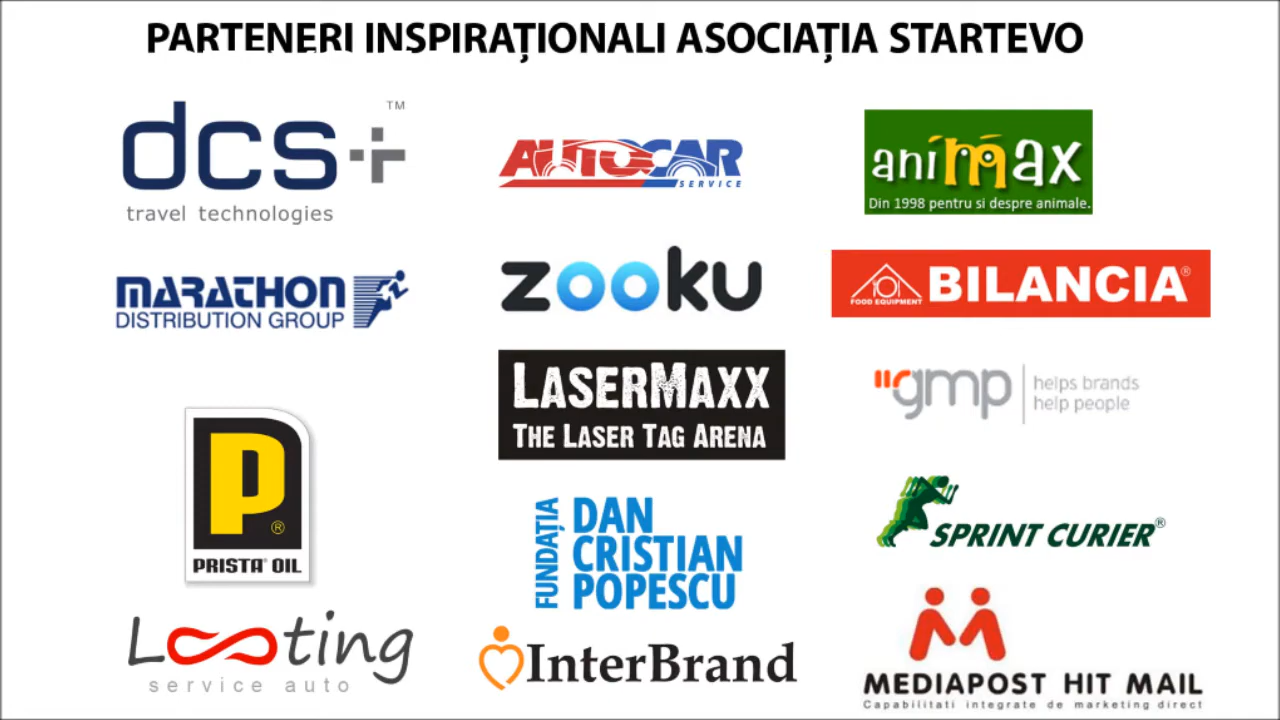 PARTENERI INSPIRAȚIONALI ASOCIAȚIA STARTEVO
dcs+ ™
travel technologies
AUTOCAR
SERVICE
animax
Din 1998 pentru si despre animale.
MARATHON
DISTRIBUTION GROUP
zooku
FOOD EQUIPMENT
BILANCIA®
LASERMAXX
THE LASER TAG ARENA
gmp
helps brands
help people
P®
PRISTA® OIL
FUNDAȚIA
DAN
CRISTIAN
POPESCU
SPRINT CURIER®
Looting
service auto
InterBrand
MEDIAPOST HIT MAIL
Capabilitati integrate de marketing direct